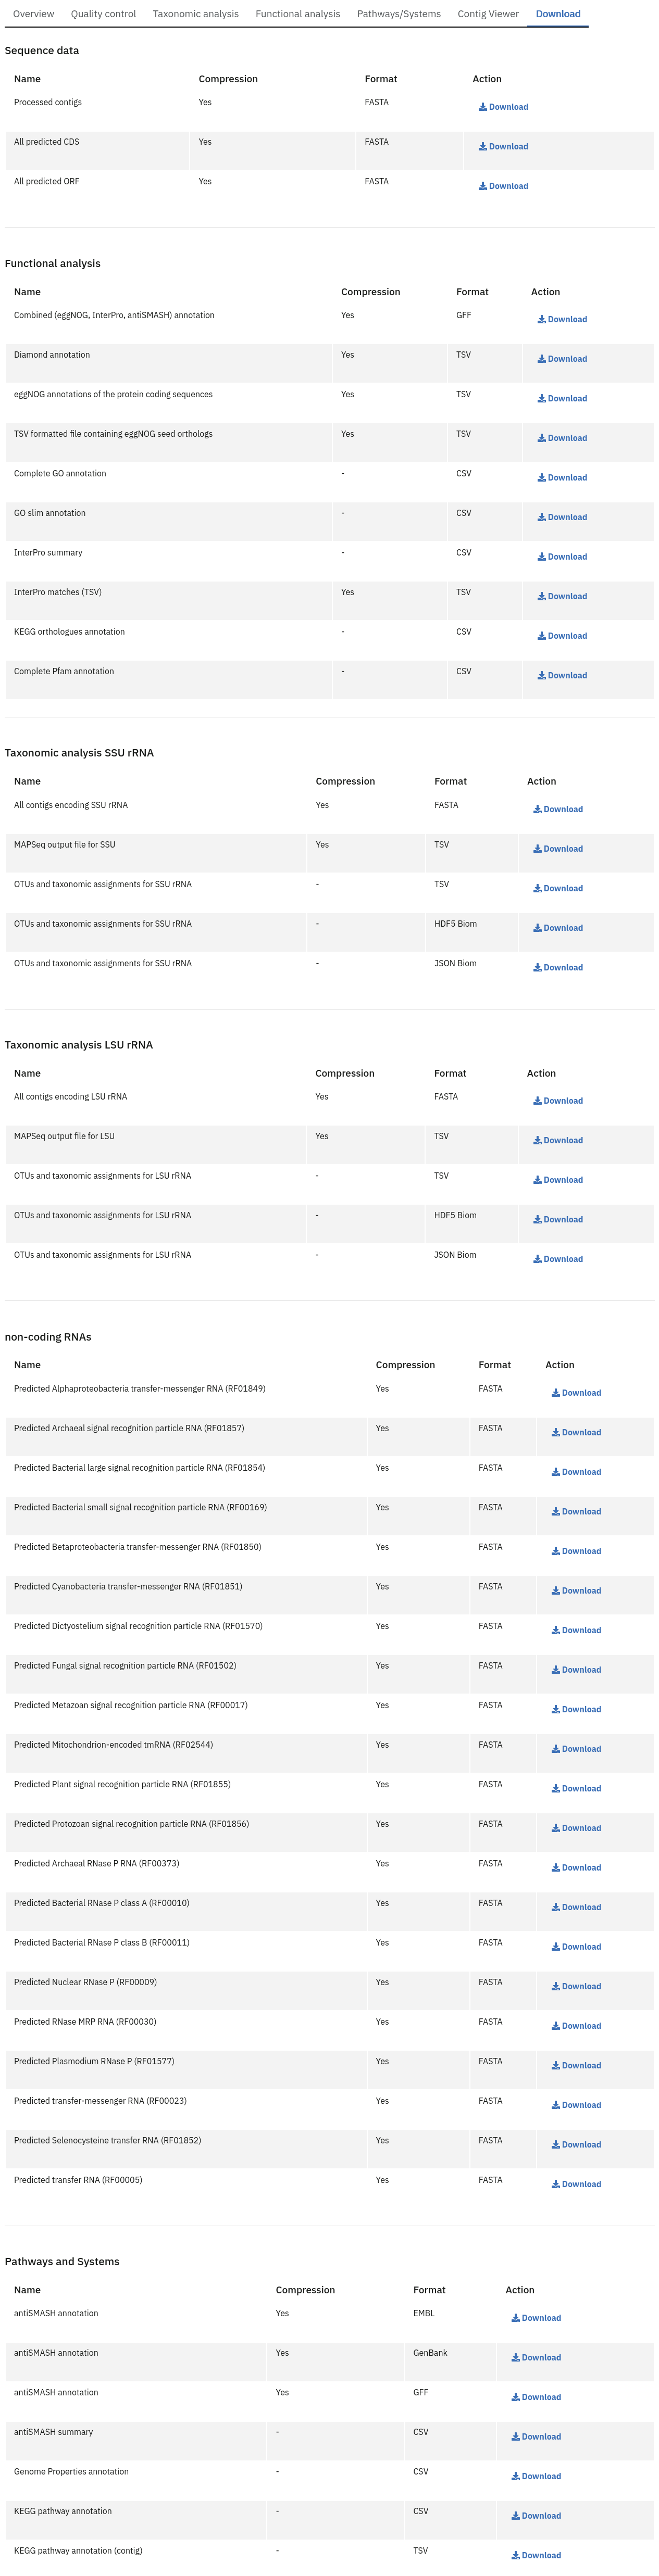 Overview Quality control Taxonomic analysis Functional analysis Pathways/Systems Contig Viewer Download
Sequence data
Name Compression Format Action
Processed contigs Yes FASTA Download
All predicted CDS Yes FASTA Download
All predicted ORF Yes FASTA Download
Functional analysis
Name Compression Format Action
Combined (eggNOG, InterPro, antiSMASH) annotation Yes GFF Download
Diamond annotation Yes TSV Download
eggNOG annotations of the protein coding sequences Yes TSV Download
TSV formatted file containing eggNOG seed orthologs Yes TSV Download
Complete GO annotation - CSV Download
GO slim annotation - CSV Download
InterPro summary - CSV Download
InterPro matches (TSV) Yes TSV Download
KEGG orthologues annotation - CSV Download
Complete Pfam annotation - CSV Download
Taxonomic analysis SSU rRNA
Name Compression Format Action
All contigs encoding SSU rRNA Yes FASTA Download
MAPSeq output file for SSU Yes TSV Download
OTUs and taxonomic assignments for SSU rRNA - TSV Download
OTUs and taxonomic assignments for SSU rRNA - HDF5 Biom Download
OTUs and taxonomic assignments for SSU rRNA - JSON Biom Download
Taxonomic analysis LSU rRNA
Name Compression Format Action
All contigs encoding LSU rRNA Yes FASTA Download
MAPSeq output file for LSU Yes TSV Download
OTUs and taxonomic assignments for LSU rRNA - TSV Download
OTUs and taxonomic assignments for LSU rRNA - HDF5 Biom Download
OTUs and taxonomic assignments for LSU rRNA - JSON Biom Download
non-coding RNAs
Name Compression Format Action
Predicted Alphaproteobacteria transfer-messenger RNA (RF01849) Yes FASTA Download
Predicted Archaeal signal recognition particle RNA (RF01857) Yes FASTA Download
Predicted Bacterial large signal recognition particle RNA (RF01854) Yes FASTA Download
Predicted Bacterial small signal recognition particle RNA (RF00169) Yes FASTA Download
Predicted Betaproteobacteria transfer-messenger RNA (RF01850) Yes FASTA Download
Predicted Cyanobacteria transfer-messenger RNA (RF01851) Yes FASTA Download
Predicted Dictyostelium signal recognition particle RNA (RF01570) Yes FASTA Download
Predicted Fungal signal recognition particle RNA (RF01502) Yes FASTA Download
Predicted Metazoan signal recognition particle RNA (RF00017) Yes FASTA Download
Predicted Mitochondrion-encoded tmRNA (RF02544) Yes FASTA Download
Predicted Plant signal recognition particle RNA (RF01855) Yes FASTA Download
Predicted Protozoan signal recognition particle RNA (RF01856) Yes FASTA Download
Predicted Archaeal RNase P RNA (RF00373) Yes FASTA Download
Predicted Bacterial RNase P class A (RF00010) Yes FASTA Download
Predicted Bacterial RNase P class B (RF00011) Yes FASTA Download
Predicted Nuclear RNase P (RF00009) Yes FASTA Download
Predicted RNase MRP RNA (RF00030) Yes FASTA Download
Predicted Plasmodium RNase P (RF01577) Yes FASTA Download
Predicted transfer-messenger RNA (RF00023) Yes FASTA Download
Predicted Selenocysteine transfer RNA (RF01852) Yes FASTA Download
Predicted transfer RNA (RF00005) Yes FASTA Download
Pathways and Systems
Name Compression Format Action
antiSMASH annotation Yes EMBL Download
antiSMASH annotation Yes GenBank Download
antiSMASH annotation Yes GFF Download
antiSMASH summary - CSV Download
Genome Properties annotation - CSV Download
KEGG pathway annotation - CSV Download
KEGG pathway annotation (contig) - TSV Download